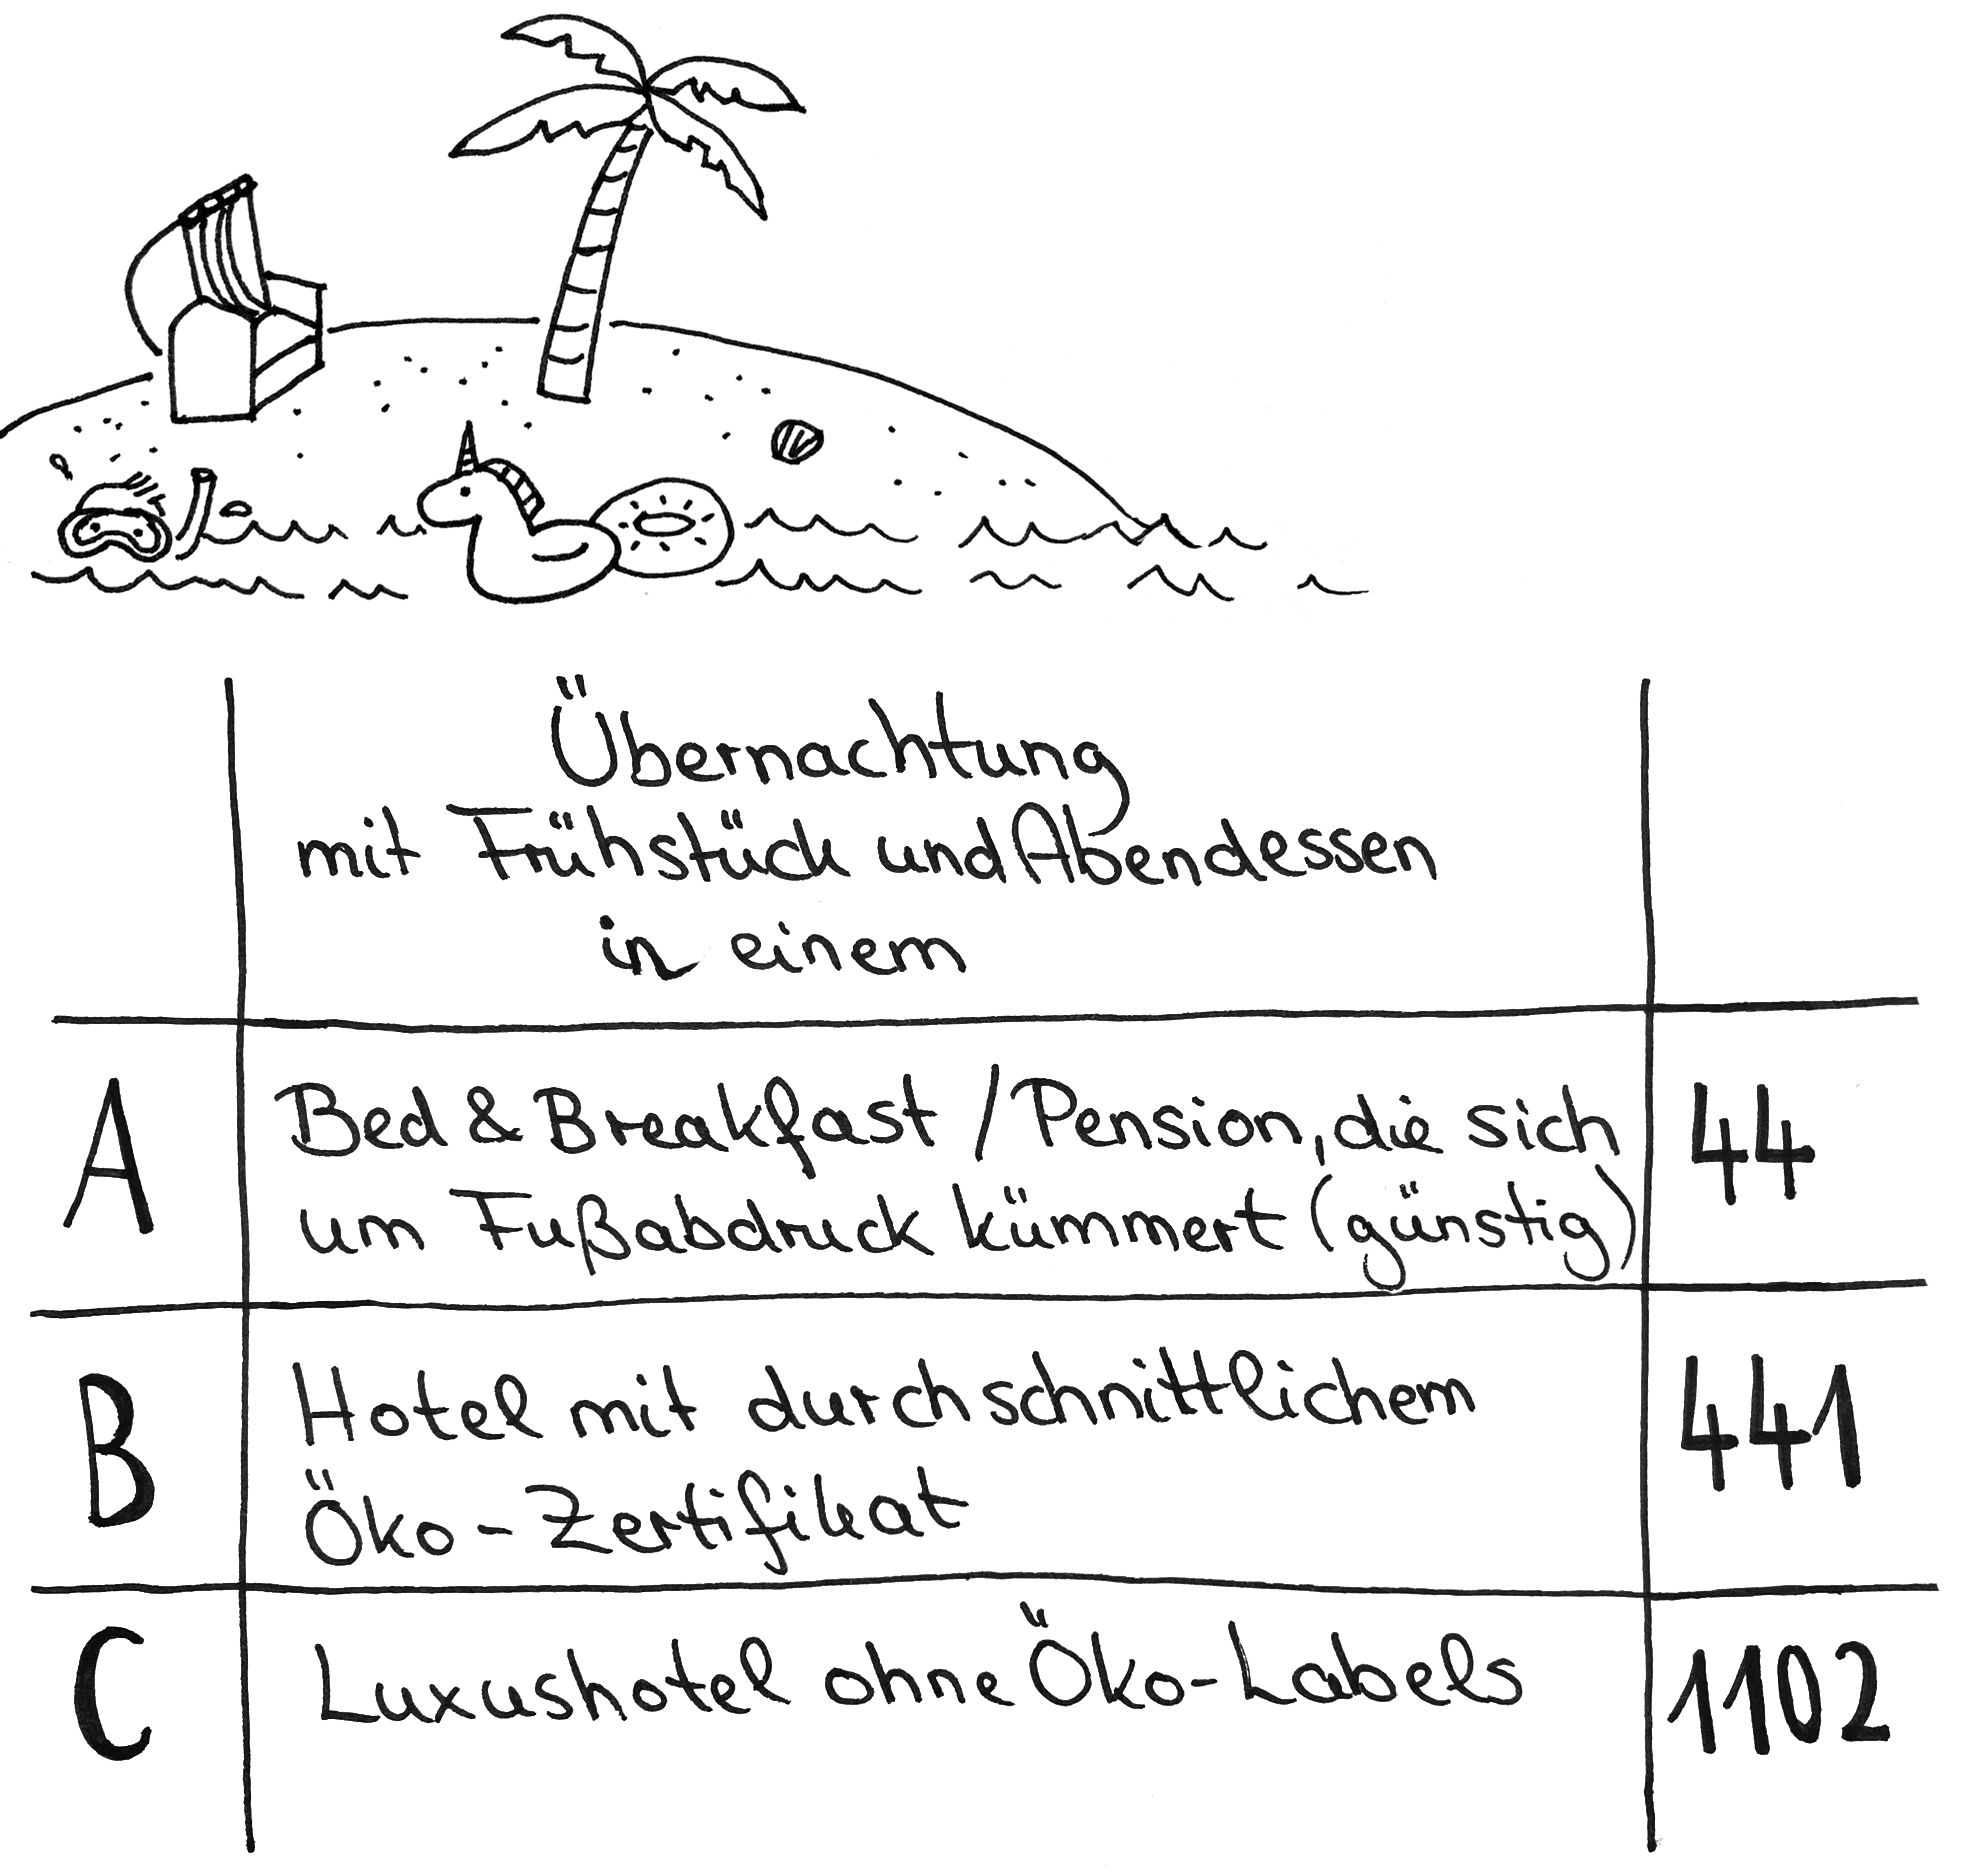 Übernachtung
mit Frühstück und Abendessen
in einem
A
Bed & Breakfast / Pension, die sich
um Fußabdruck kümmert (günstig)
44
B
Hotel mit durchschnittlichem
Öko-Zertifikat
441
C
Luxushotel ohne Öko-Labels
1102